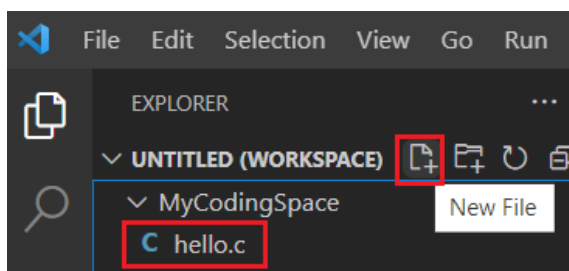 File Edit Selection View Go Run
EXPLORER
UNTITLED (WORKSPACE)
MyCodingSpace
New File
C hello.c